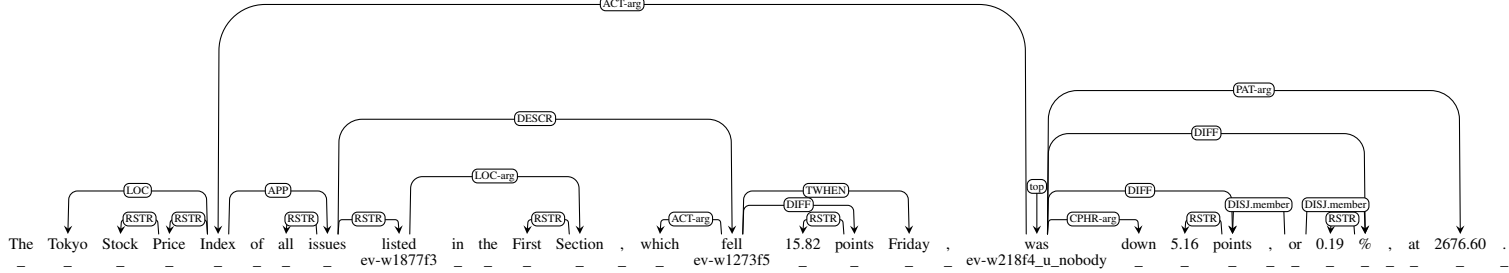 ACT-arg
PAT-arg
DESCR DIFF
LOC-arg
LOC APP TWHEN top DIFF
DIFF DISJ.member DISJ.member
RSTR RSTR RSTR RSTR RSTR ACT-arg RSTR CPHR-arg RSTR RSTR
The Tokyo Stock Price Index of all issues listed in the First Section , which fell 15.82 points Friday , was down 5.16 points , or 0.19 % , at 2676.60 .
_ _ _ _ _ _ _ _ ev-w1877f3 _ _ _ _ _ _ ev-w1273f5 _ _ _ _ ev-w218f4_u_nobody _ _ _ _ _ _ _ _ _ _ _